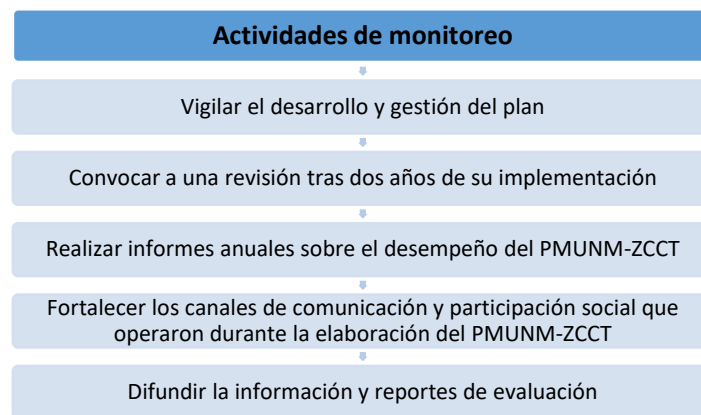 Actividades de monitoreo
Vigilar el desarrollo y gestión del plan
Convocar a una revisión tras dos años de su implementación
Realizar informes anuales sobre el desempeño del PMUNM-ZCCT
Fortalecer los canales de comunicación y participación social que
operaron durante la elaboración del PMUNM-ZCCT
Difundir la información y reportes de evaluación